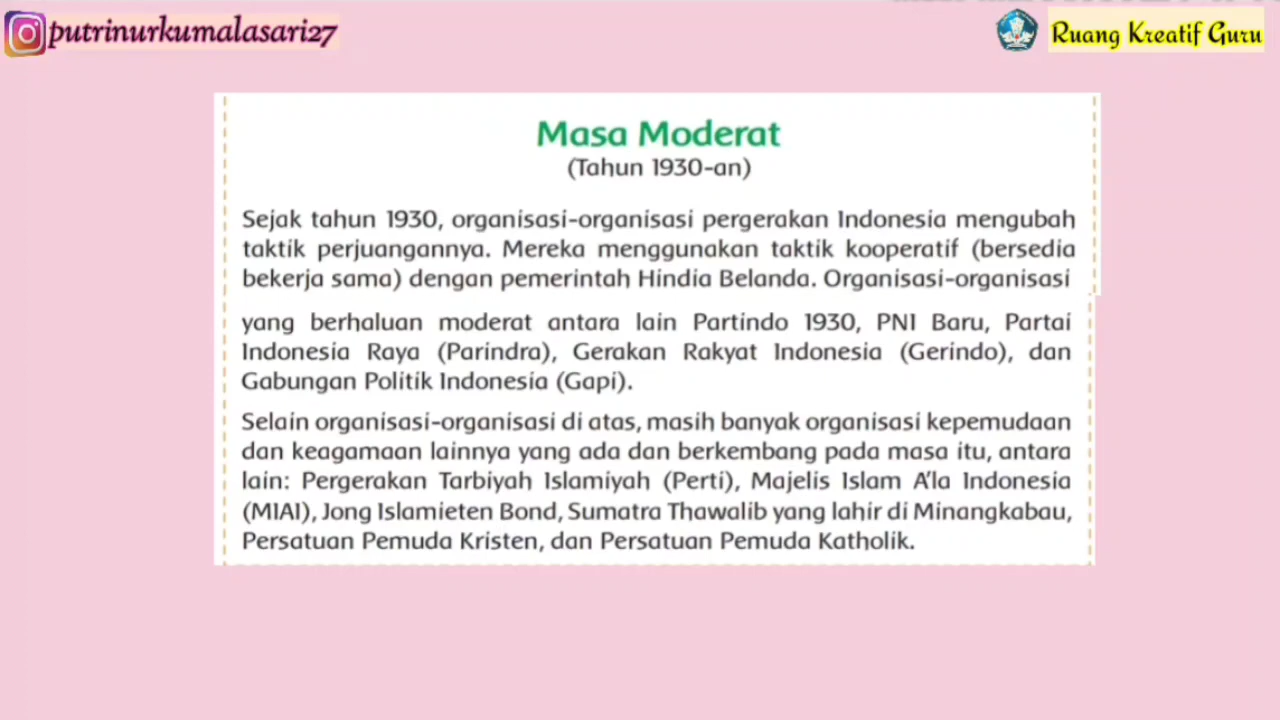 putrinurkumalasari27
Ruang Kreatif Guru
Masa Moderat
(Tahun 1930-an)
Sejak tahun 1930, organisasi-organisasi pergerakan Indonesia mengubah
taktik perjuangannya. Mereka menggunakan taktik kooperatif (bersedia
bekerja sama) dengan pemerintah Hindia Belanda. Organisasi-organisasi
yang berhaluan moderat antara lain Partindo 1930, PNI Baru, Partai
Indonesia Raya (Parindra), Gerakan Rakyat Indonesia (Gerindo), dan
Gabungan Politik Indonesia (Gapi).
Selain organisasi-organisasi di atas, masih banyak organisasi kepemudaan
dan keagamaan lainnya yang ada dan berkembang pada masa itu, antara
lain: Pergerakan Tarbiyah Islamiyah (Perti), Majelis Islam A'la Indonesia
(MIAI), Jong Islamieten Bond, Sumatra Thawalib yang lahir di Minangkabau,
Persatuan Pemuda Kristen, dan Persatuan Pemuda Katholik.